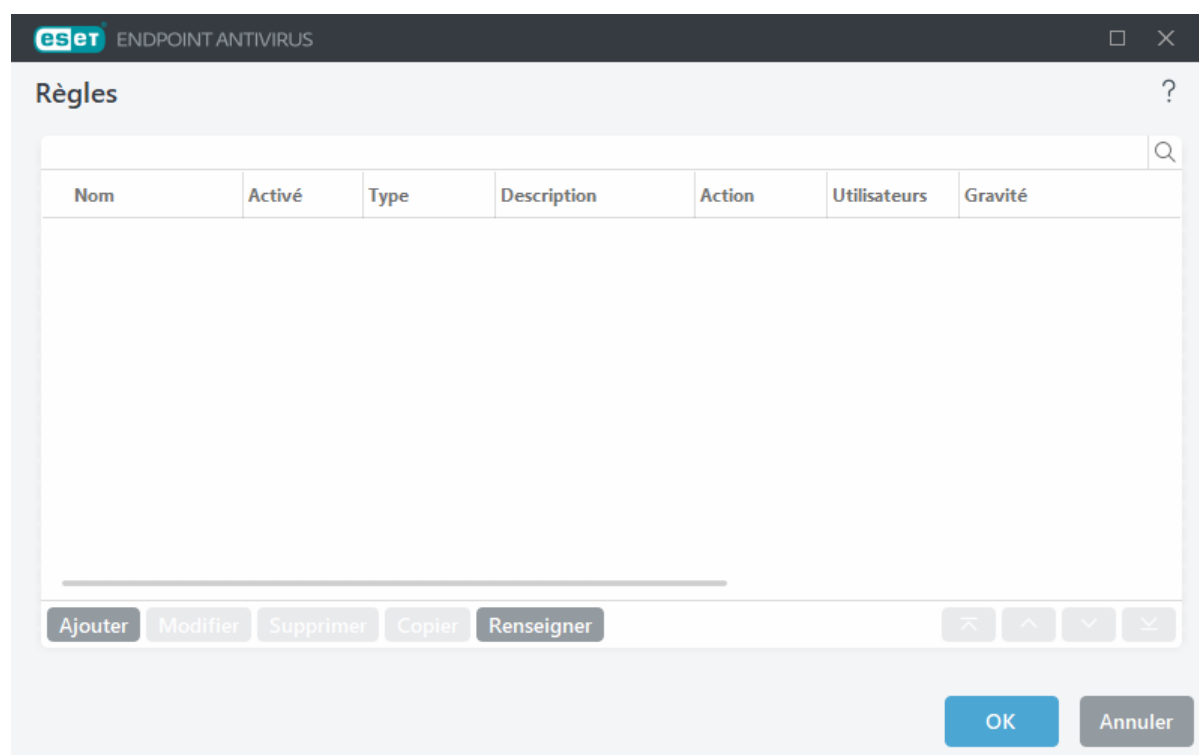 eset ENDPOINT ANTIVIRUS
Règles
?
Nom Activé Type Description Action Utilisateurs Gravité
Ajouter Modifier Supprimer Copier Renseigner
OK Annuler